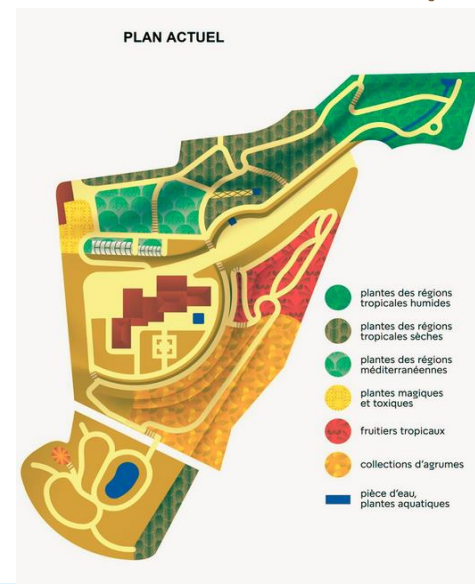 PLAN ACTUEL
plantes des régions
tropicales humides
plantes des régions
tropicales sèches
plantes des régions
méditerranéennes
plantes magiques
et toxiques
fruitiers tropicaux
collections d'agrumes
pièce d'eau,
plantes aquatiques